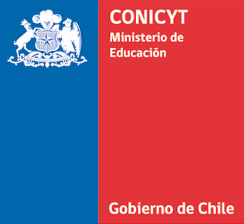 CONICYT
Ministerio de
Educación
Gobierno de Chile